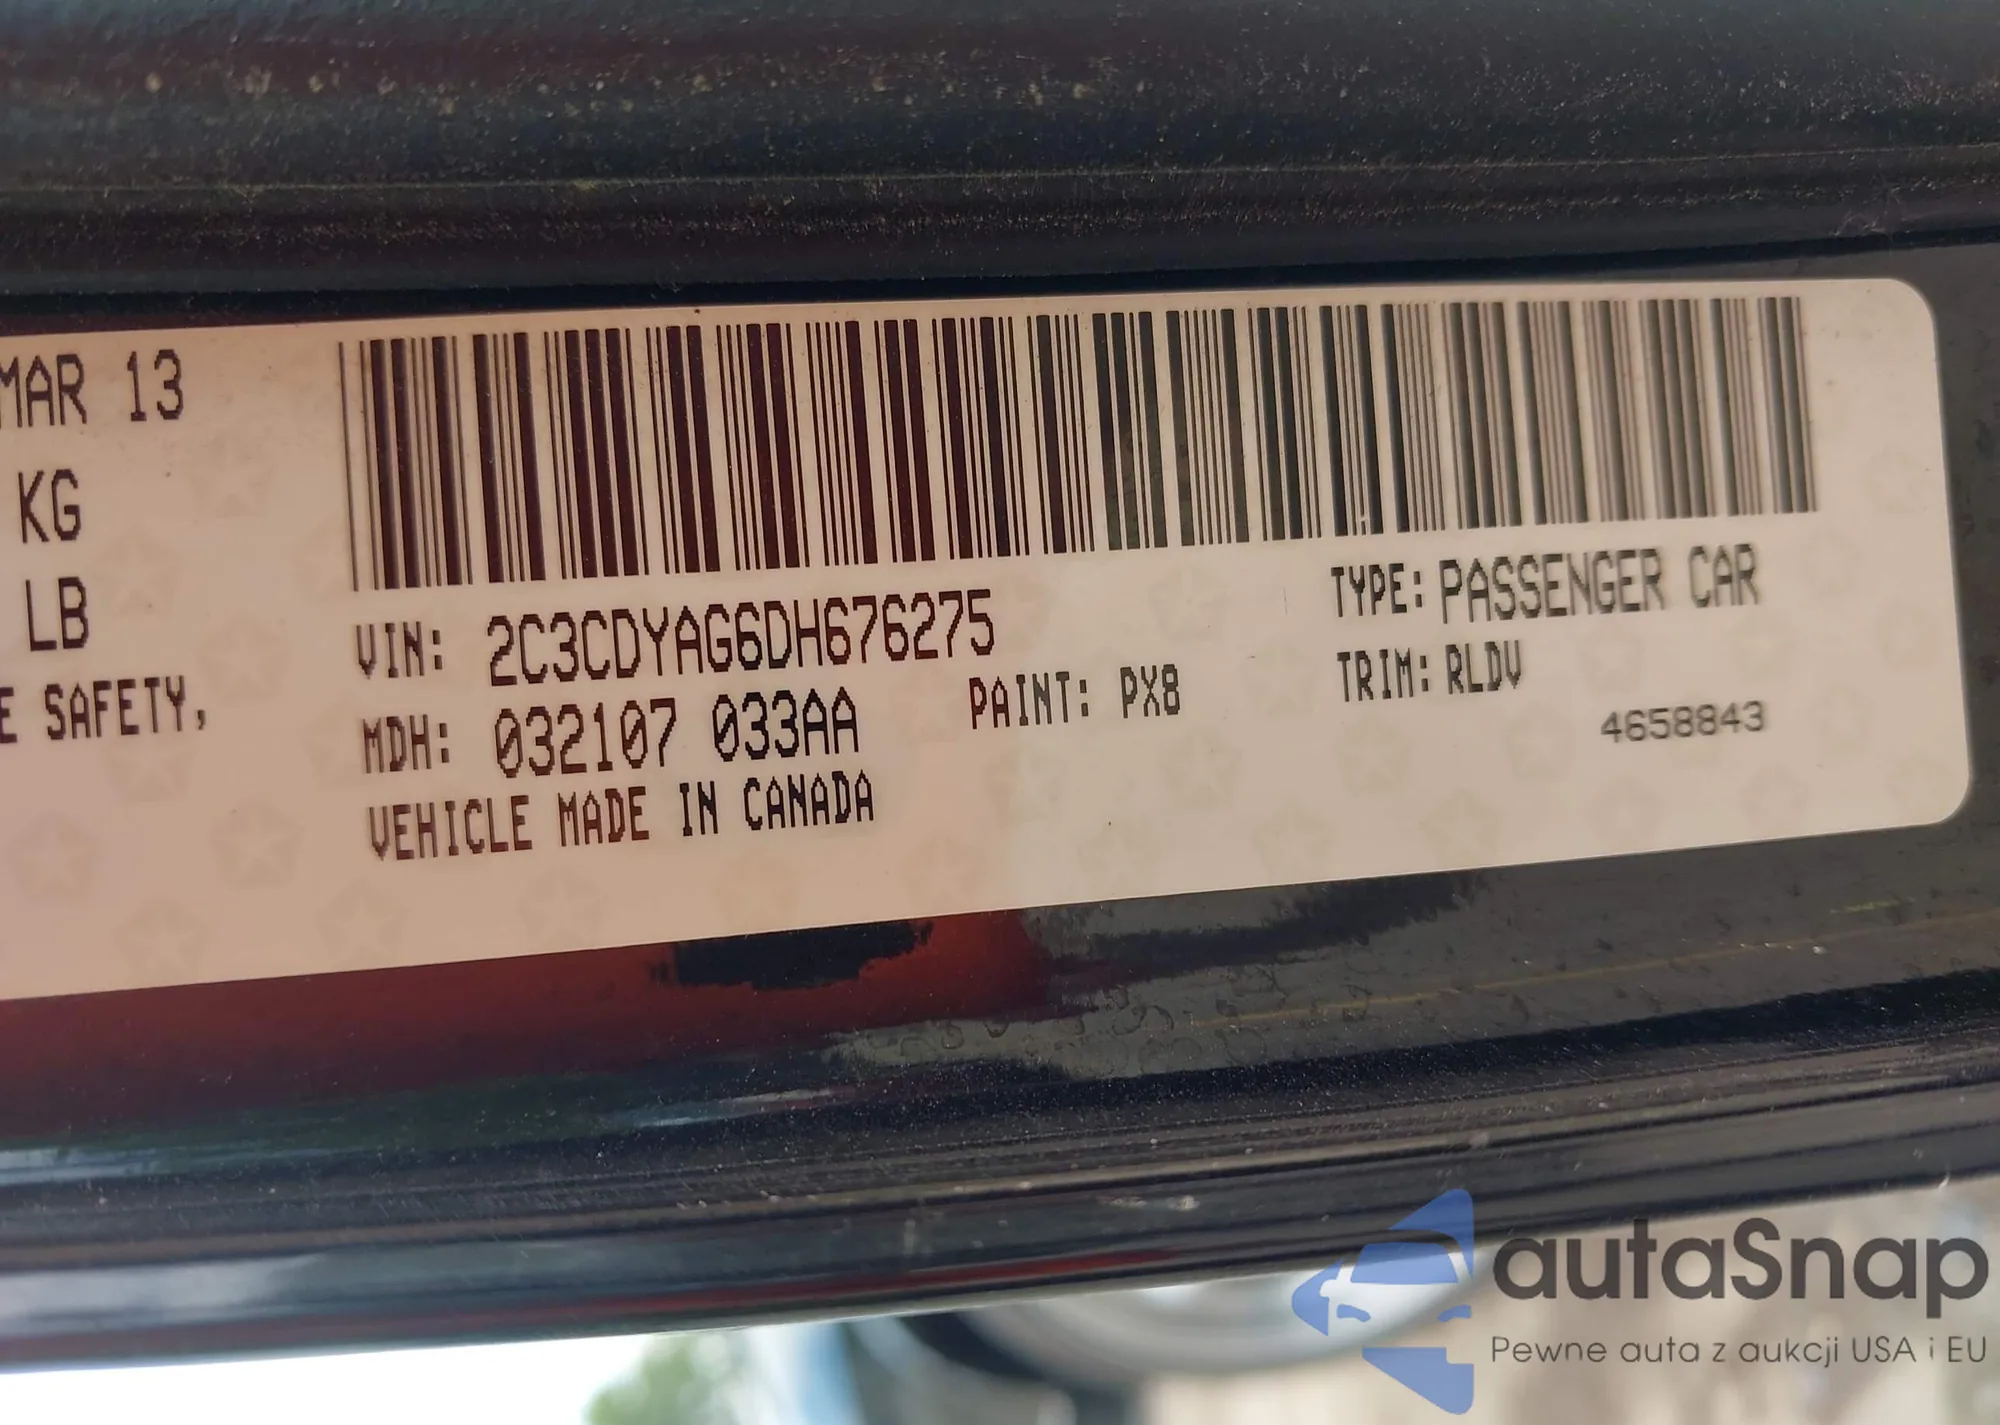 MAR 13
KG
LB
E SAFETY,
VIN: 2C3CDYAG6DH676275
TYPE: PASSENGER CAR
MDH: 032107 033AA
PAINT: PX8
TRIM: RLDV
VEHICLE MADE IN CANADA
4658843
autaSnap
Pewne auta z aukcji USA i EU